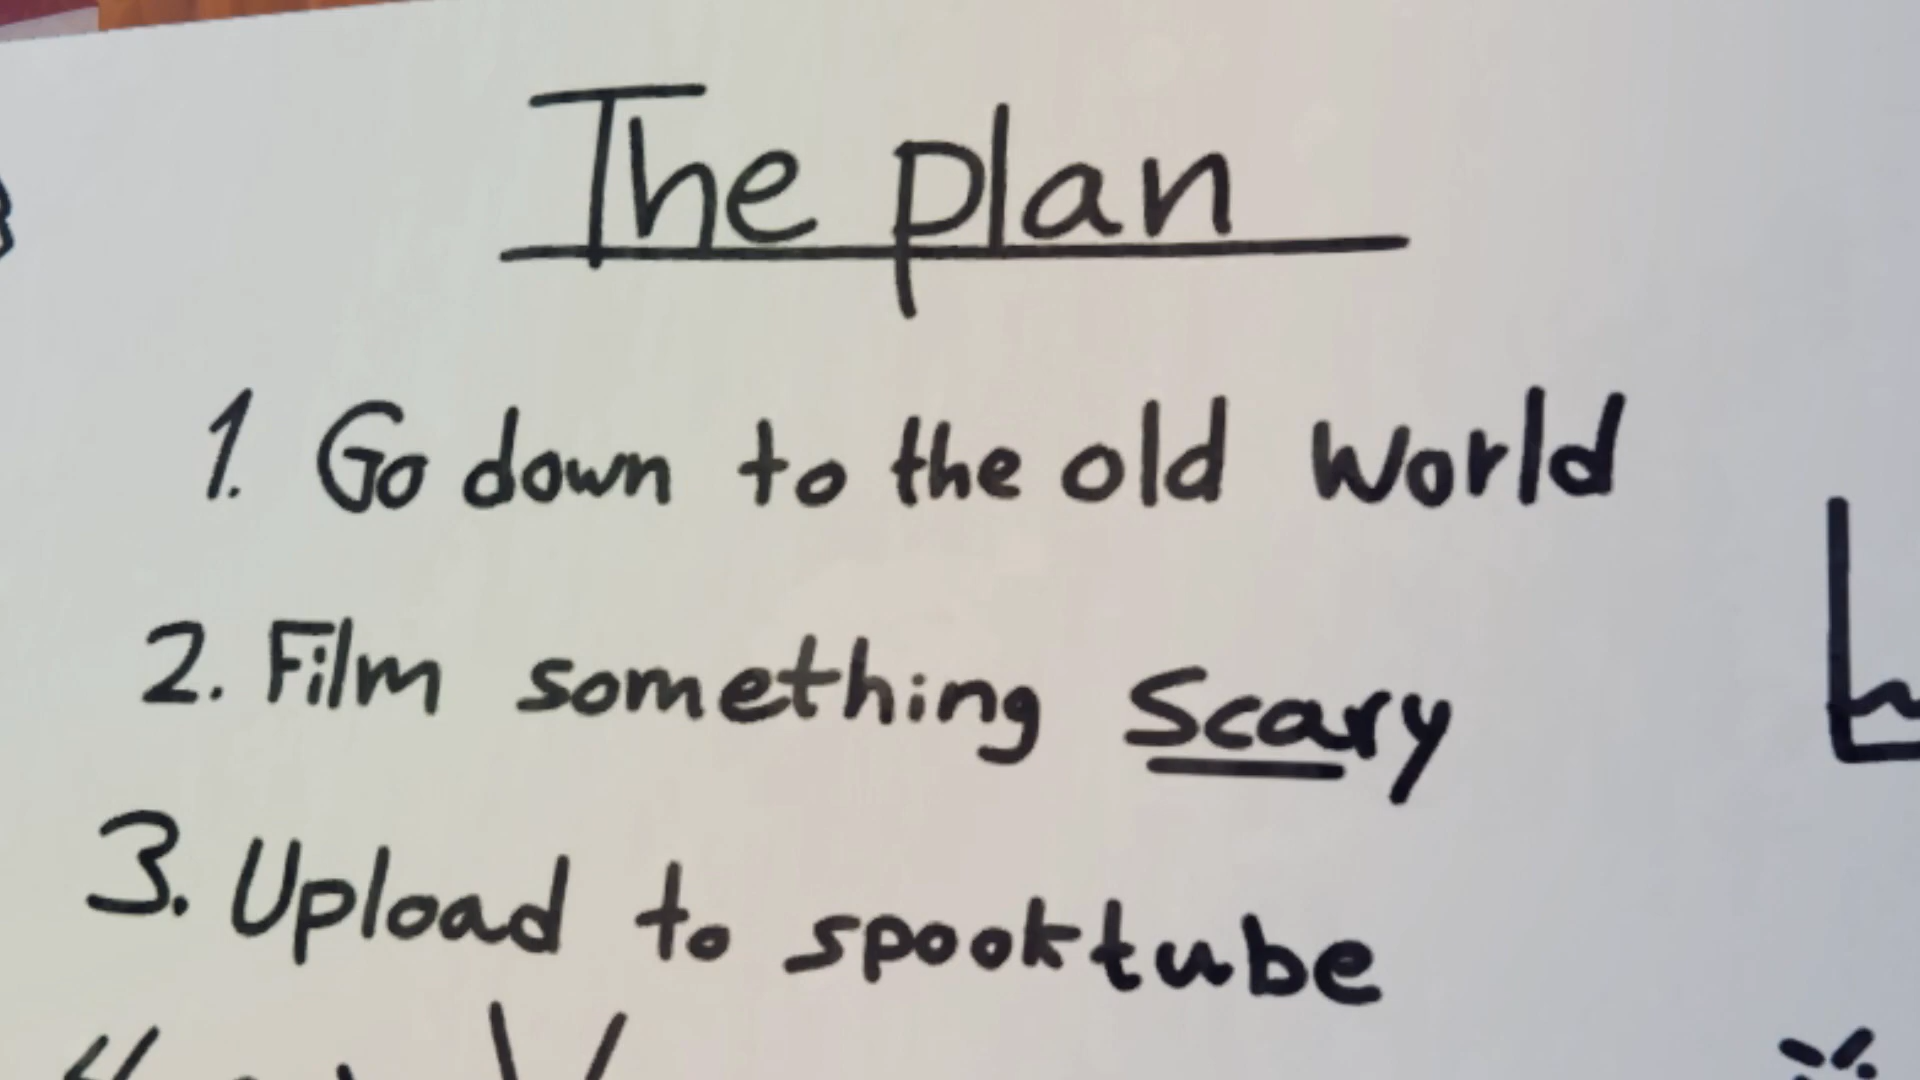 The plan
1. Go down to the old world
2. Film something scary
3. Upload to spooktube